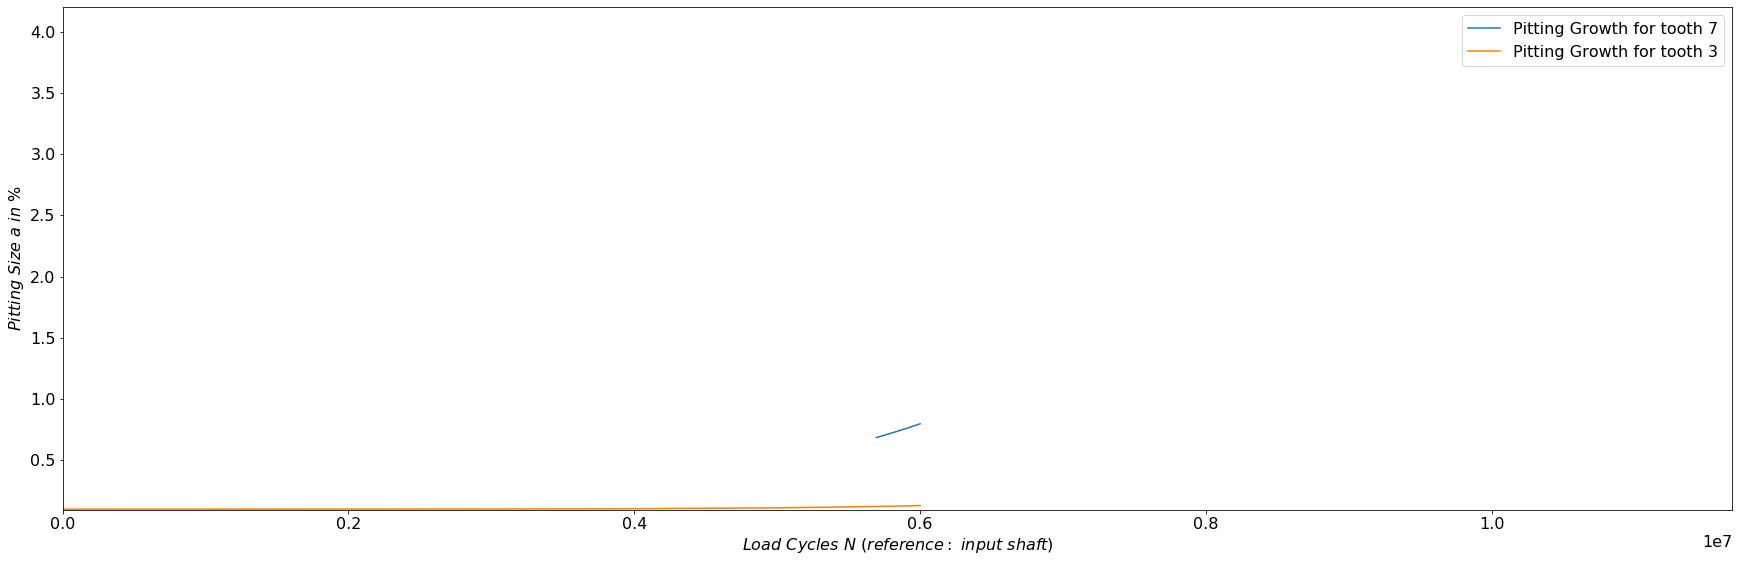 Pitting Growth for tooth 7
Pitting Growth for tooth 3
4.0
3.5
3.0
2.5
2.0
1.5
1.0
0.5
Pitting Size a in %
0.0 0.2 0.4 0.6 0.8 1.0
1e7
Load Cycles N (reference: input shaft)